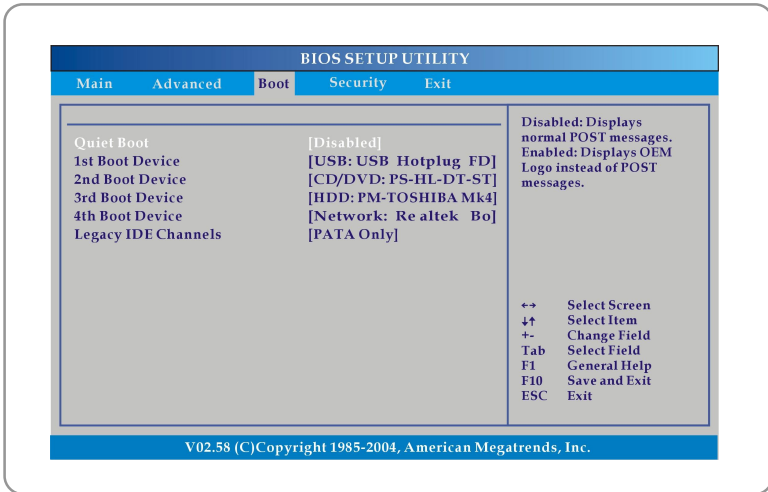 BIOS SETUP UTILITY
Main Advanced Boot Security Exit
Quiet Boot [Disabled]
1st Boot Device [USB: USB Hotplug FD]
2nd Boot Device [CD/DVD: PS-HL-DT-ST]
3rd Boot Device [HDD: PM-TOSHIBA Mk4]
4th Boot Device [Network: Re altek Bo]
Legacy IDE Channels [PATA Only]
Disabled: Displays
normal POST messages.
Enabled: Displays OEM
Logo instead of POST
messages.
←→ Select Screen
↓↑ Select Item
+- Change Field
Tab Select Field
F1 General Help
F10 Save and Exit
ESC Exit
V02.58 (C)Copyright 1985-2004, American Megatrends, Inc.